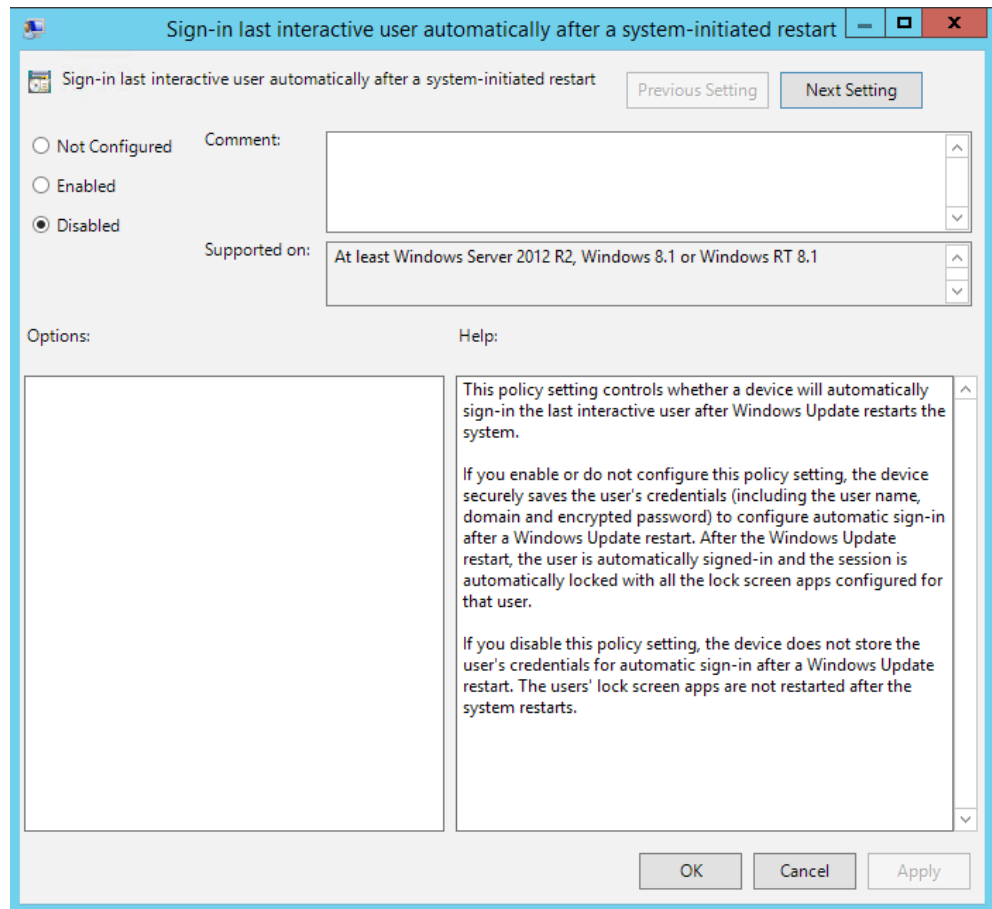 Sign-in last interactive user automatically after a system-initiated restart
Sign-in last interactive user automatically after a system-initiated restart
Previous Setting
Next Setting
Not Configured
Comment:
Enabled
Disabled
Supported on:
At least Windows Server 2012 R2, Windows 8.1 or Windows RT 8.1
Options:
Help:
This policy setting controls whether a device will automatically
sign-in the last interactive user after Windows Update restarts the
system.
If you enable or do not configure this policy setting, the device
securely saves the user's credentials (including the user name,
domain and encrypted password) to configure automatic sign-in
after a Windows Update restart. After the Windows Update
restart, the user is automatically signed-in and the session is
automatically locked with all the lock screen apps configured for
that user.
If you disable this policy setting, the device does not store the
user's credentials for automatic sign-in after a Windows Update
restart. The users' lock screen apps are not restarted after the
system restarts.
OK
Cancel
Apply